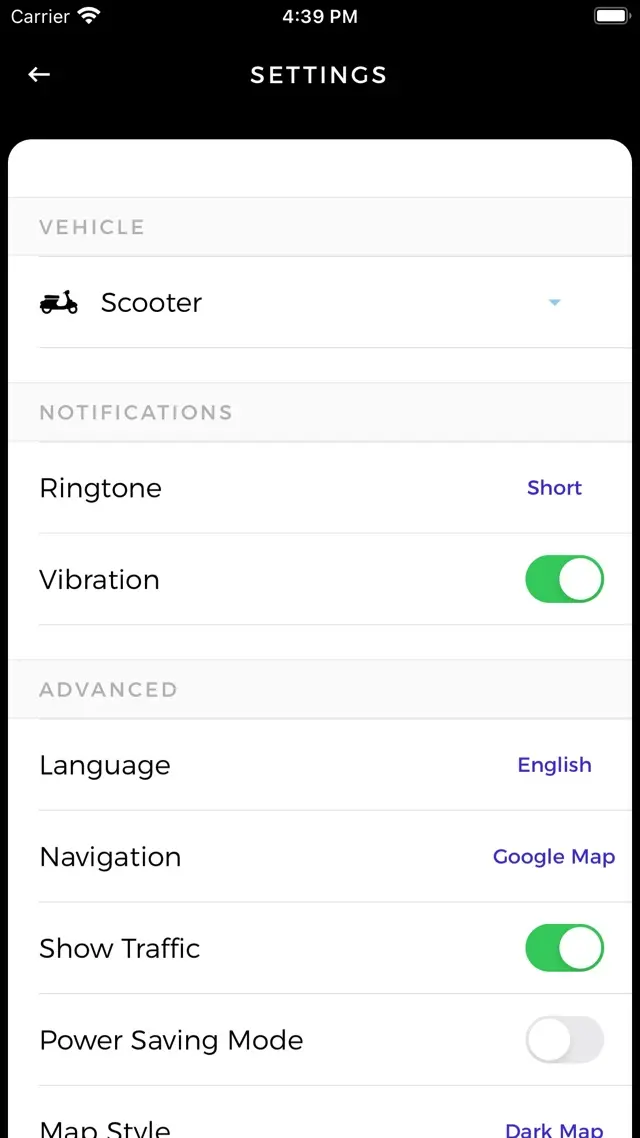 Carrier 4:39 PM
SETTINGS
VEHICLE
Scooter
NOTIFICATIONS
Ringtone Short
Vibration
ADVANCED
Language English
Navigation Google Map
Show Traffic
Power Saving Mode
Map Style Dark Map